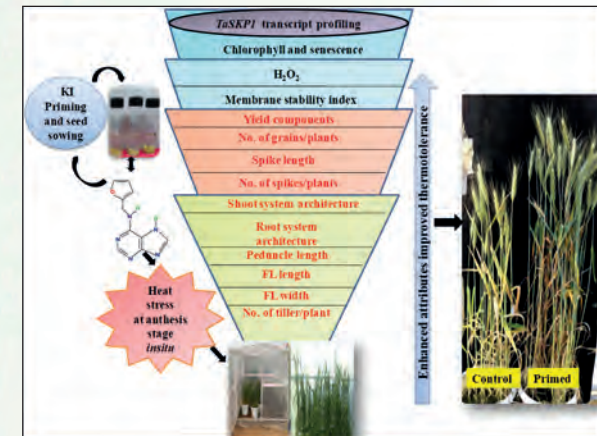 TaSKP1 transcript profiling
Chlorophyll and senescence
H₂O₂
Membrane stability index
Yield components
No. of grains/plants
Spike length
No. of spikes/plants
Shoot system architecture
Root system
architecture
Peduncle length
FL length
FL width
No. of tiller/plant
KI
Priming
and seed
sowing
Heat
stress
at anthesis
stage
insitu
Enhanced attributes improved thermotolerance
Control
Primed